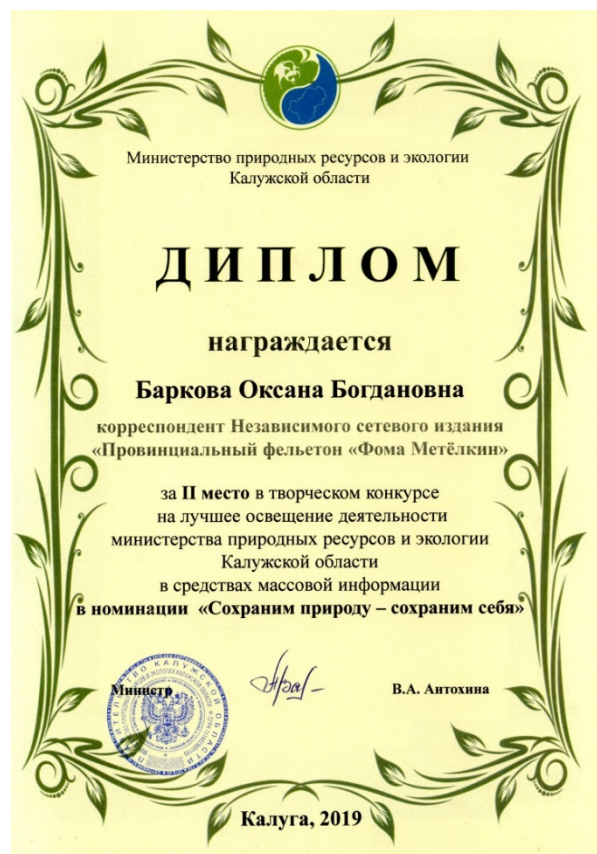 Министерство природных ресурсов и экологии
Калужской области
ДИПЛОМ
награждается
Баркова Оксана Богдановна
корреспондент Независимого сетевого издания
«Провинциальный фельетон «Фома Метёлкин»
за II место в творческом конкурсе
на лучшее освещение деятельности
министерства природных ресурсов и экологии
Калужской области
в средствах массовой информации
в номинации «Сохраним природу – сохраним себя»
Министр
В.А. Антохина
Калуга, 2019